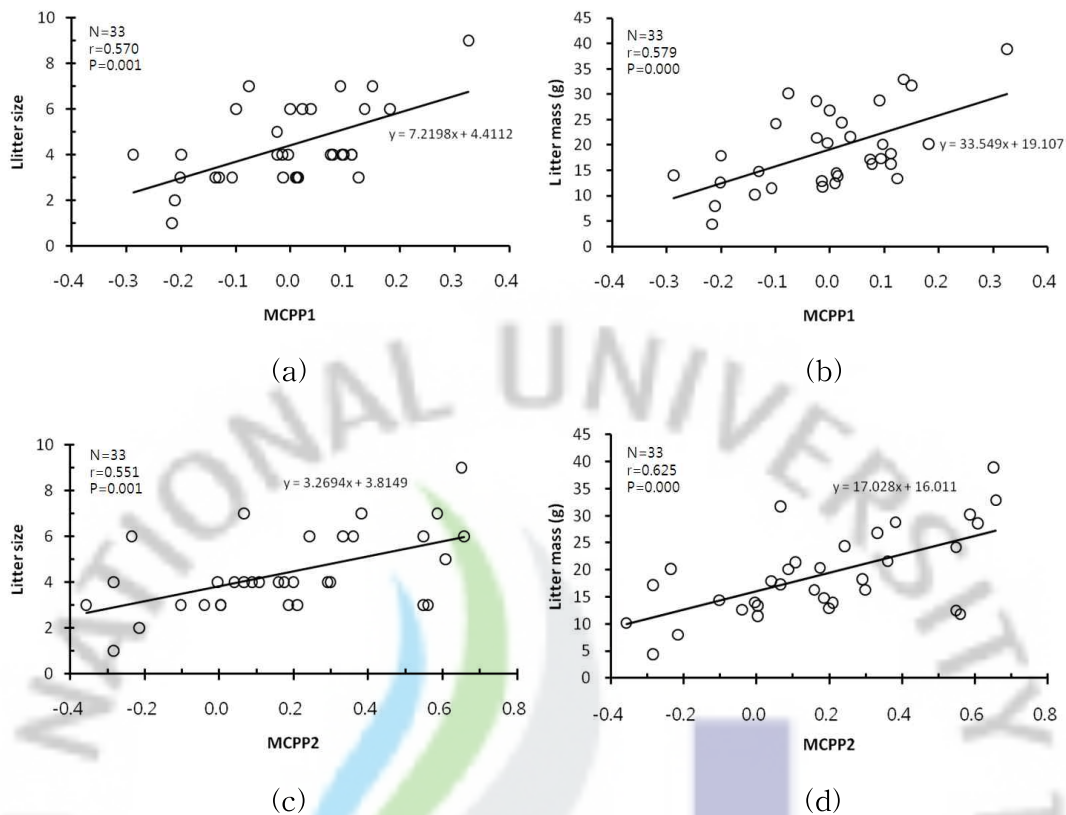 10
8
6
4
2
0
Llitter size
N=33
r=0.570
P=0.001
y = 7.2198x + 4.4112
-0.4 -0.3 -0.2 -0.1 0.0 0.1 0.2 0.3 0.4
MCPP1
(a)
45
40
35
30
25
20
15
10
5
0
Litter mass (g)
N=33
r=0.579
P=0.000
y = 33.549x + 19.107
-0.4 -0.3 -0.2 -0.1 0.0 0.1 0.2 0.3 0.4
MCPP1
(b)
10
8
6
4
2
0
Litter size
N=33
r=0.551
P=0.001
y = 3.2694x + 3.8149
-0.4 -0.2 0.0 0.2 0.4 0.6 0.8
MCPP2
(c)
45
40
35
30
25
20
15
10
5
0
Litter mass (g)
N=33
r=0.625
P=0.000
y = 17.028x + 16.011
-0.4 -0.2 0.0 0.2 0.4 0.6 0.8
MCPP2
(d)
NATIONAL UNIVERSITY